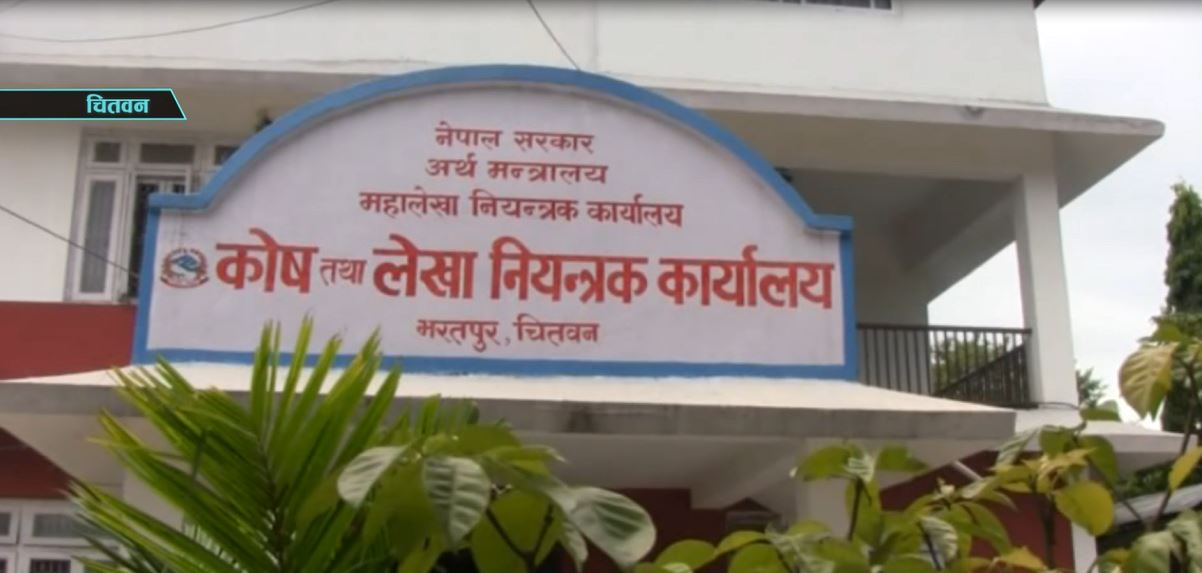 चितवन
नेपाल सरकार
अर्थ मन्त्रालय
महालेखा नियन्त्रक कार्यालय
कोष तथा लेखा नियन्त्रक कार्यालय
भरतपुर, चितवन